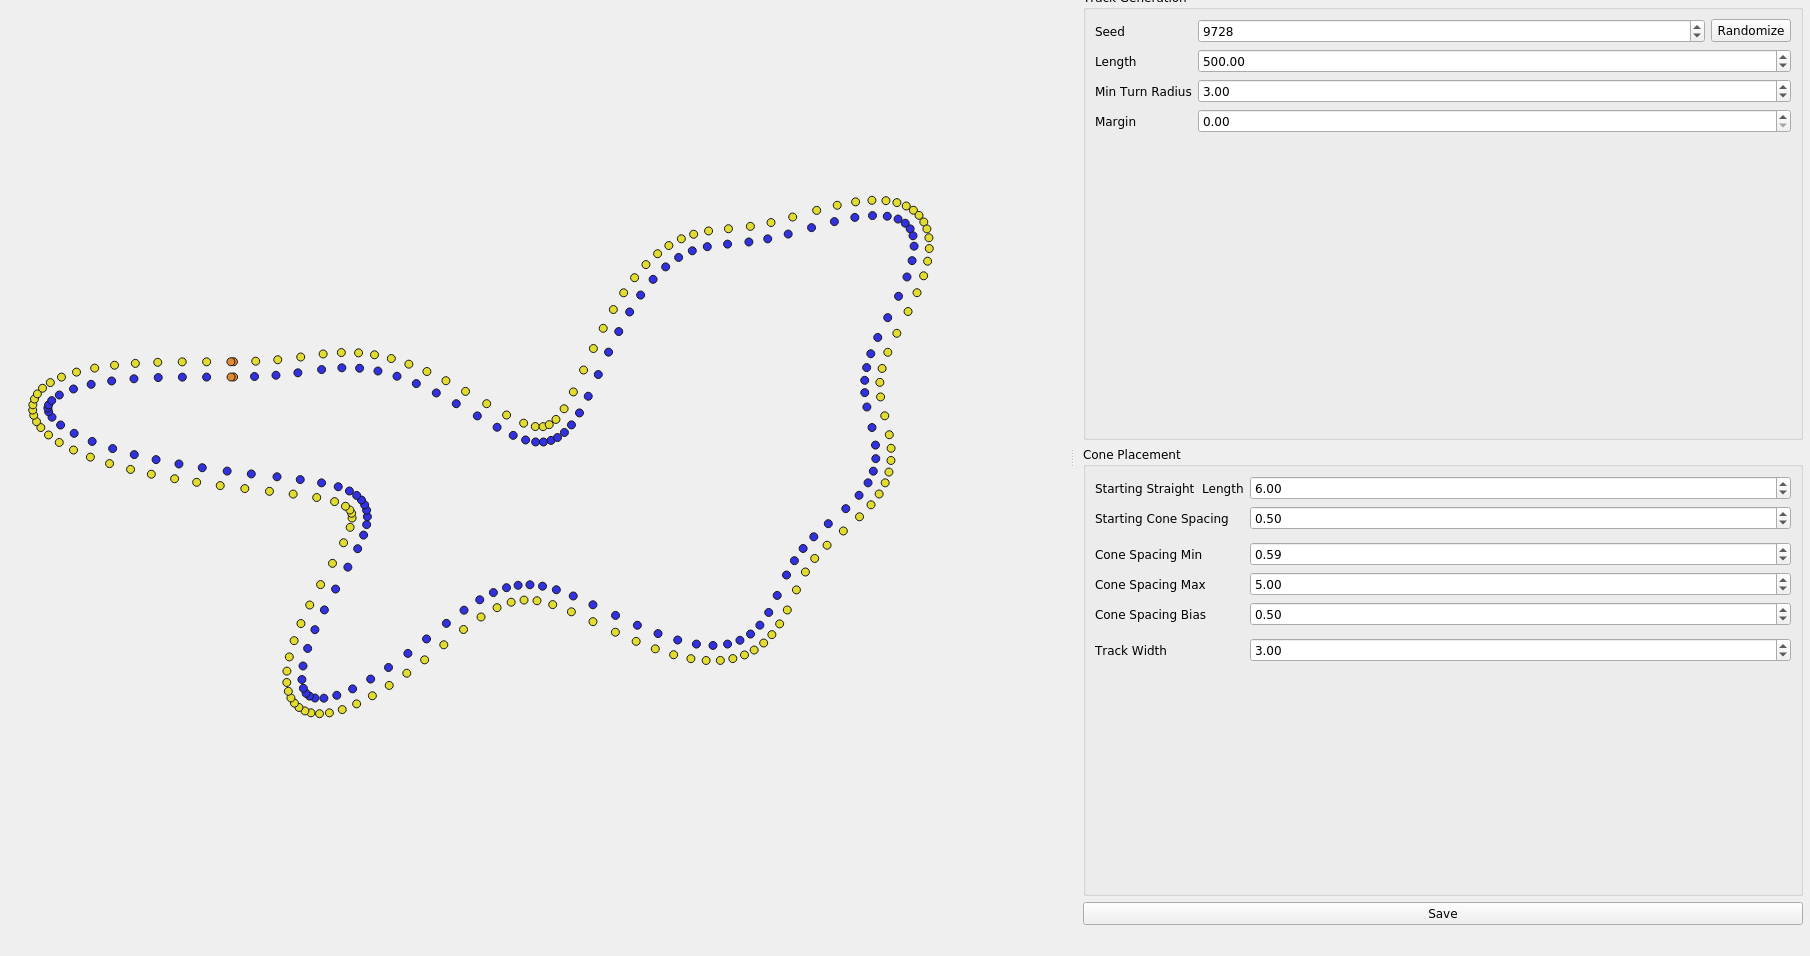 Track Generation
Seed 9728 Randomize
Length 500.00
Min Turn Radius 3.00
Margin 0.00
Cone Placement
Starting Straight Length 6.00
Starting Cone Spacing 0.50
Cone Spacing Min 0.59
Cone Spacing Max 5.00
Cone Spacing Bias 0.50
Track Width 3.00
Save